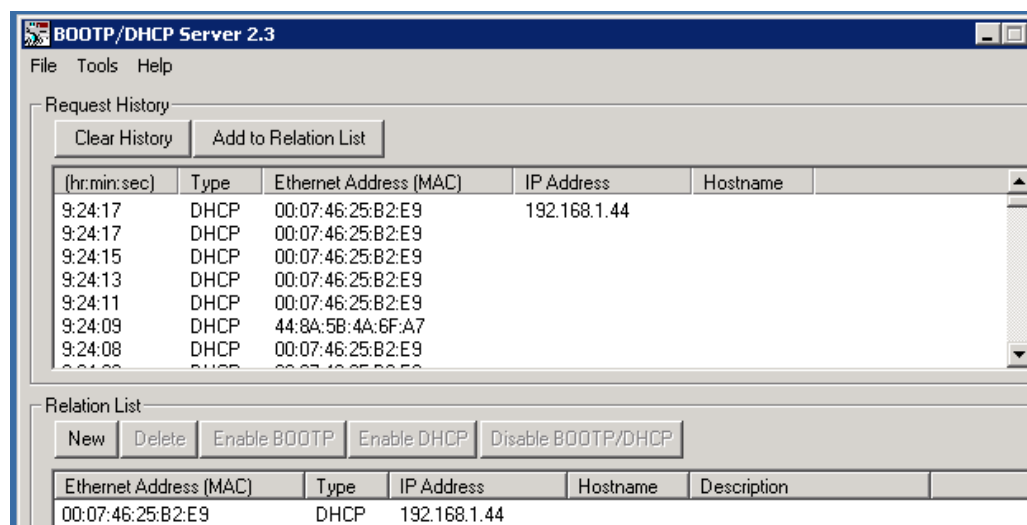 BOOTP/DHCP Server 2.3
File Tools Help
Request History
Clear History Add to Relation List
(hr:min:sec) Type Ethernet Address (MAC) IP Address Hostname
9:24:17 DHCP 00:07:46:25:B2:E9 192.168.1.44
9:24:17 DHCP 00:07:46:25:B2:E9
9:24:15 DHCP 00:07:46:25:B2:E9
9:24:13 DHCP 00:07:46:25:B2:E9
9:24:11 DHCP 00:07:46:25:B2:E9
9:24:09 DHCP 44:8A:5B:4A:6F:A7
9:24:08 DHCP 00:07:46:25:B2:E9
Relation List
New Delete Enable BOOTP Enable DHCP Disable BOOTP/DHCP
Ethernet Address (MAC) Type IP Address Hostname Description
00:07:46:25:B2:E9 DHCP 192.168.1.44